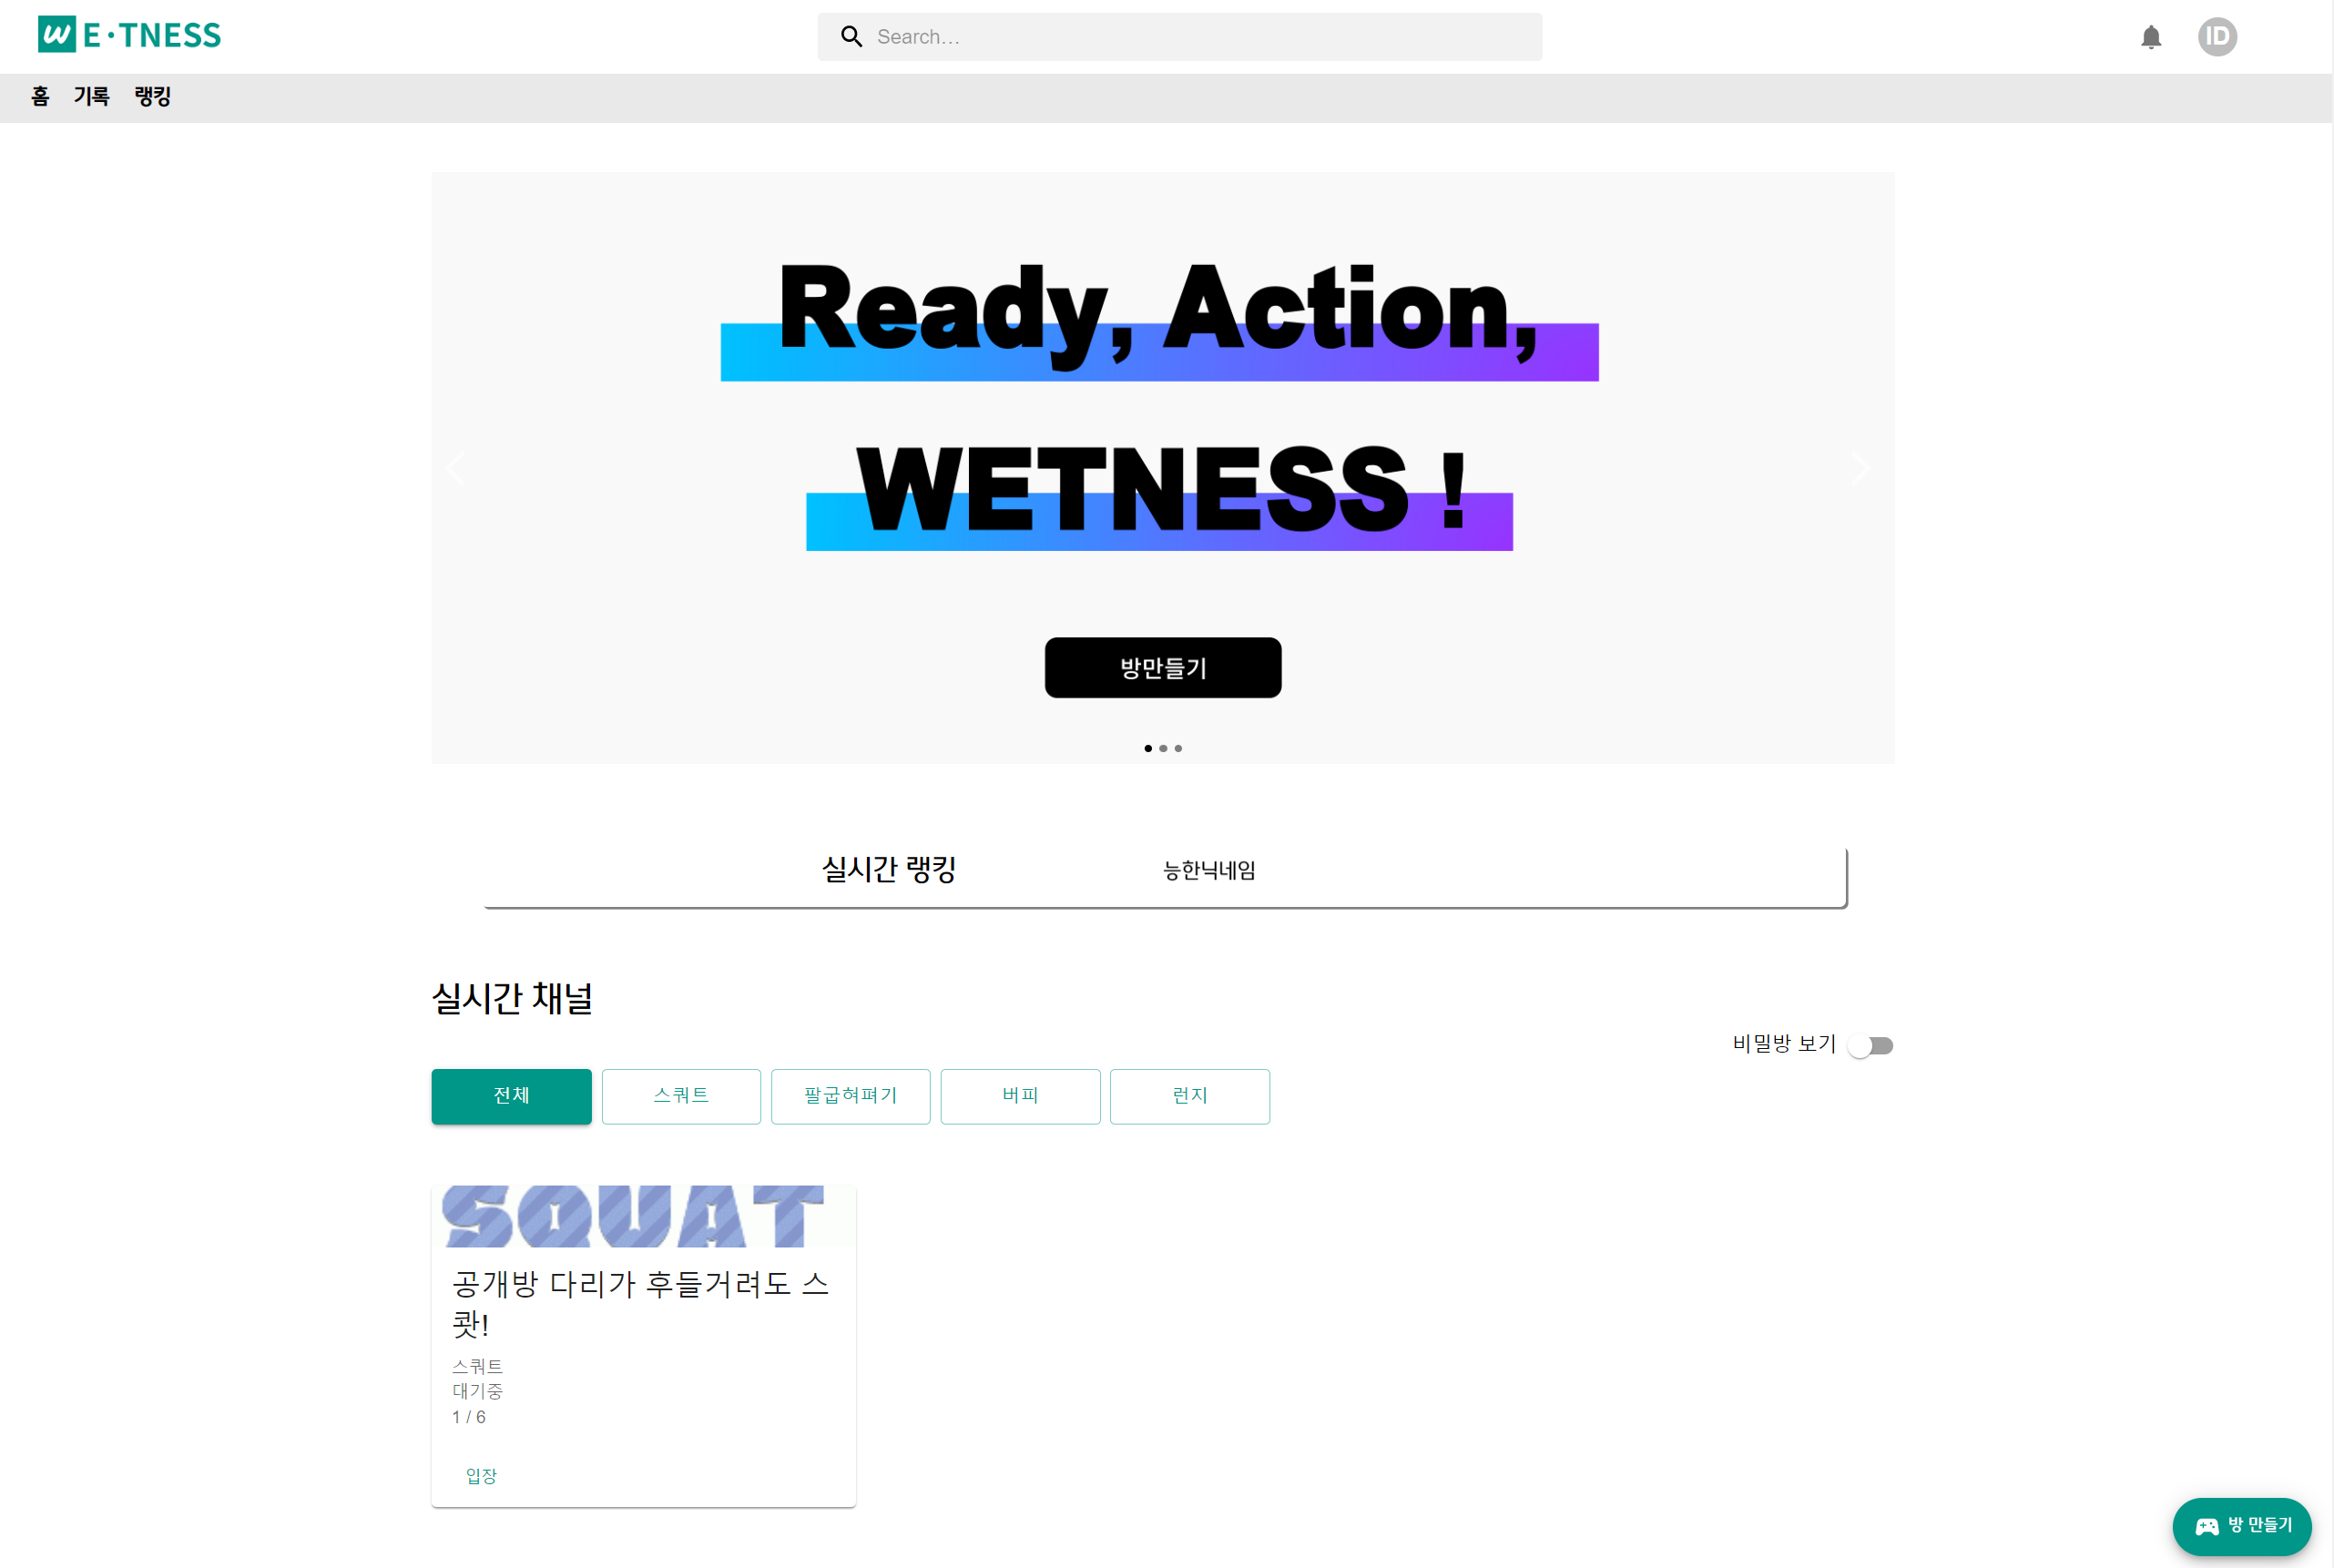 WE·TNESS
Search...
ID
홈 기록 랭킹
Ready, Action,
WETNESS !
방만들기
실시간 랭킹 능한닉네임
실시간 채널
비밀방 보기
전체 스쿼트 팔굽혀펴기 버피 런지
SQUAT
공개방 다리가 후들거려도 스
쾃!
스쿼트
대기중
1 / 6
입장
방 만들기